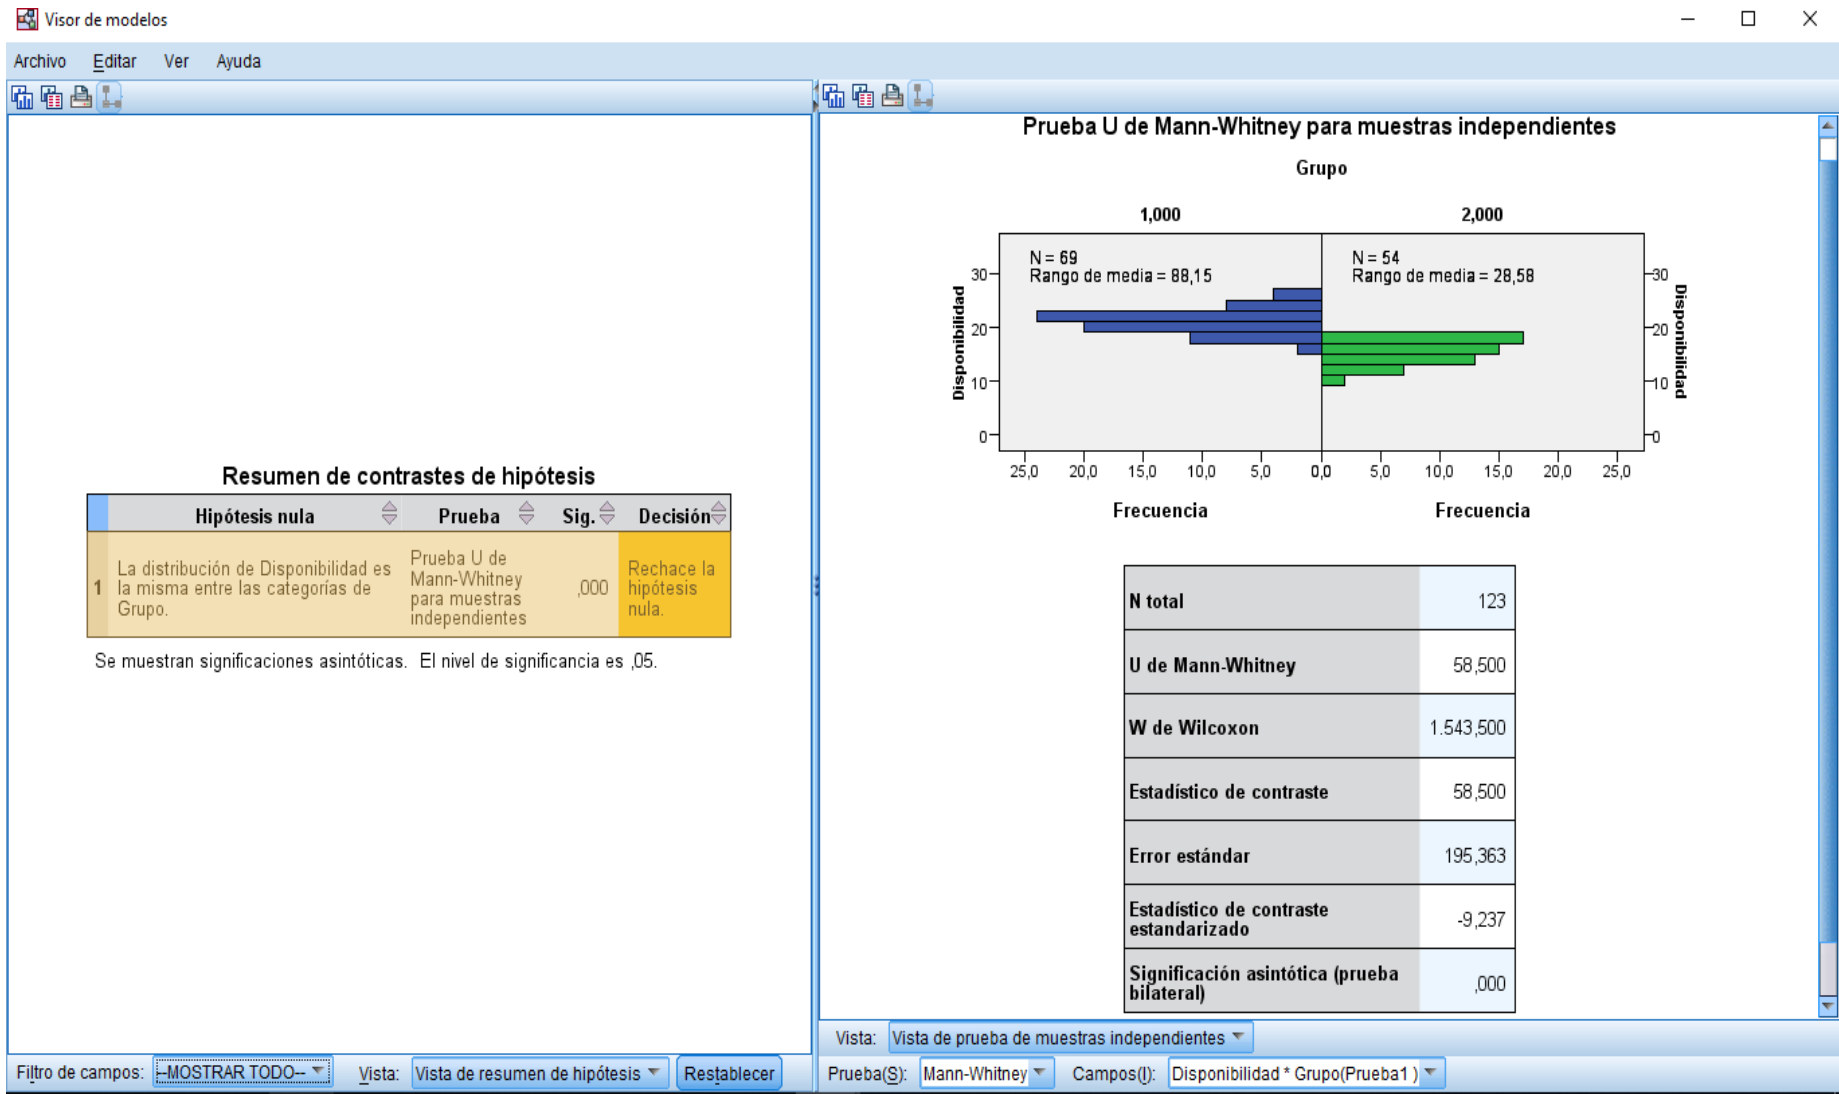 Visor de modelos
Archivo Editar Ver Ayuda
Resumen de contrastes de hipótesis
Hipótesis nula Prueba Sig. Decisión
1 La distribución de Disponibilidad es la misma entre las categorías de Grupo. Prueba U de Mann-Whitney para muestras independientes ,000 Rechace la hipótesis nula.
Se muestran significaciones asintóticas. El nivel de significancia es ,05.
Filtro de campos: --MOSTRAR TODO-- Vista: Vista de resumen de hipótesis Restablecer
Prueba U de Mann-Whitney para muestras independientes
Grupo
1,000 2,000
N = 69
Rango de media = 88,15
N = 54
Rango de media = 28,58
Disponibilidad
30
20
10
0
30
20
10
0
Disponibilidad
25,0 20,0 15,0 10,0 5,0 0,0 5,0 10,0 15,0 20,0 25,0
Frecuencia Frecuencia
N total 123
U de Mann-Whitney 58,500
W de Wilcoxon 1.543,500
Estadístico de contraste 58,500
Error estándar 195,363
Estadístico de contraste estandarizado -9,237
Significación asintótica (prueba bilateral) ,000
Vista: Vista de prueba de muestras independientes
Prueba(S): Mann-Whitney Campos(I): Disponibilidad * Grupo(Prueba1 )